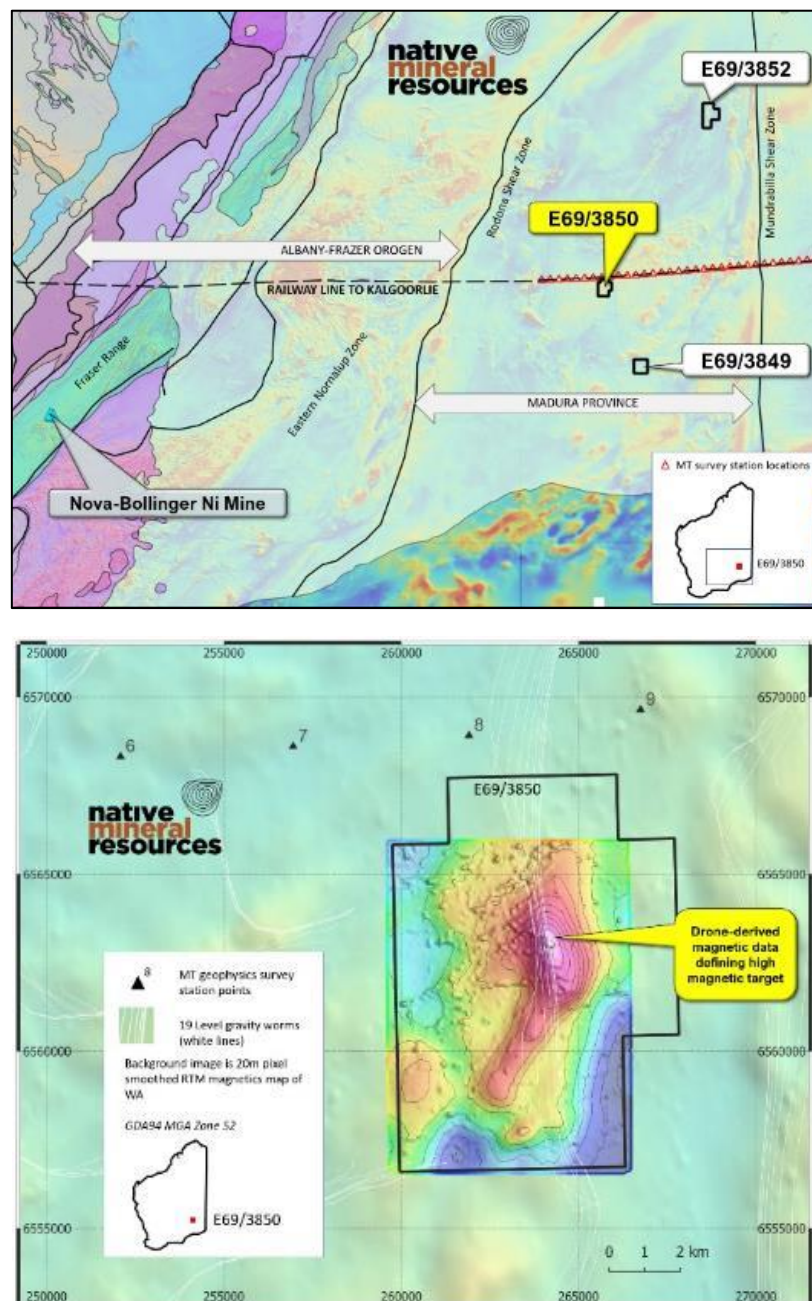 native
mineral
resources
E69/3852
Rodona Shear Zone
Mundrabilla Shear Zone
E69/3850
ALBANY-FRAZER OROGEN
RAILWAY LINE TO KALGOORLIE
Fraser Range
Eastern Nornalup Zone
E69/3849
MADURA PROVINCE
MT survey station locations
Nova-Bollinger Ni Mine
E69/3850
250000
255000
260000
265000
270000
6570000
6570000
6
7
8
9
native
mineral
resources
E69/3850
6565000
6565000
Drone-derived
magnetic data
defining high
magnetic target
8
MT geophysics survey
station points
19 Level gravity worms
(white lines)
Background image is 20m pixel
smoothed RTM magnetics map of
WA
GDA94 MGA Zone 52
E69/3850
6560000
6560000
6555000
6555000
0 1 2 km
250000
255000
260000
265000
270000